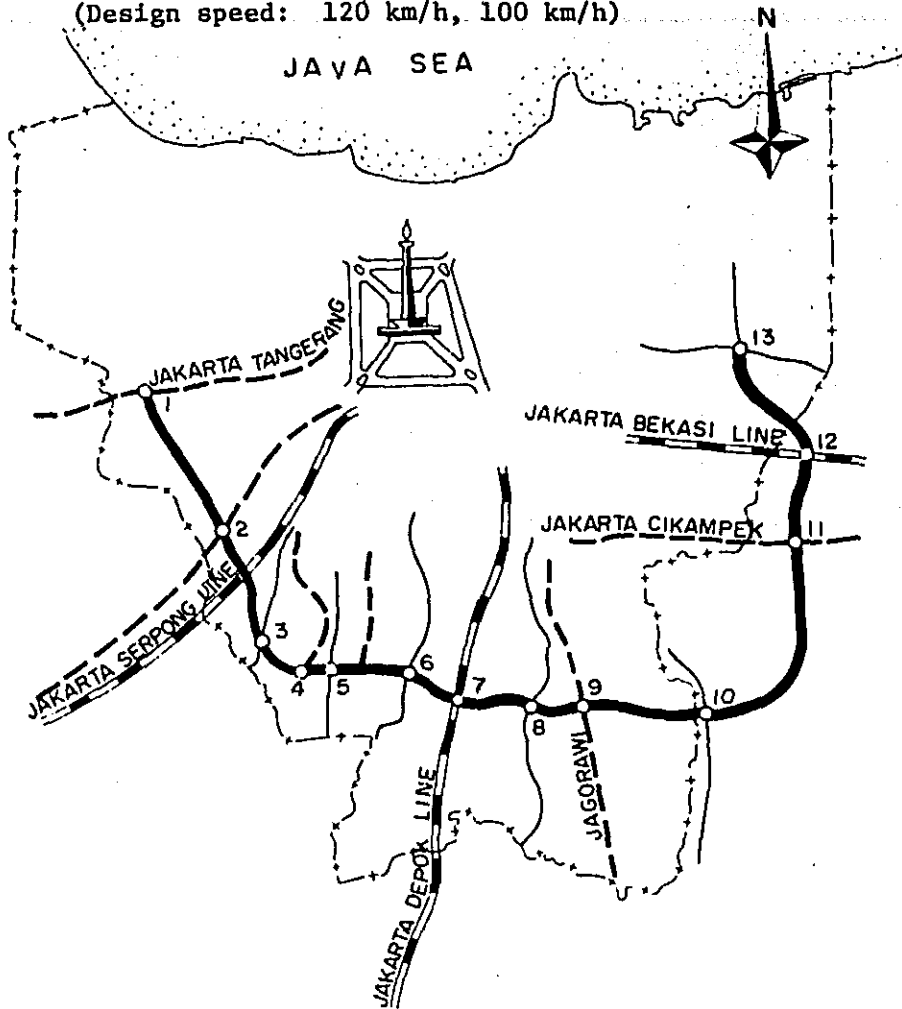 (Design speed: 120 km/h, 100 km/h)
N
JAVA SEA
13
JAKARTA TANGERANG
1
JAKARTA BEKASI LINE
12
2
JAKARTA CIKAMPEK
11
JAKARTA SERPONG LINE
3
4
5
6
7
8
9
10
JAGORAWI
JAKARTA DEPOK LINE